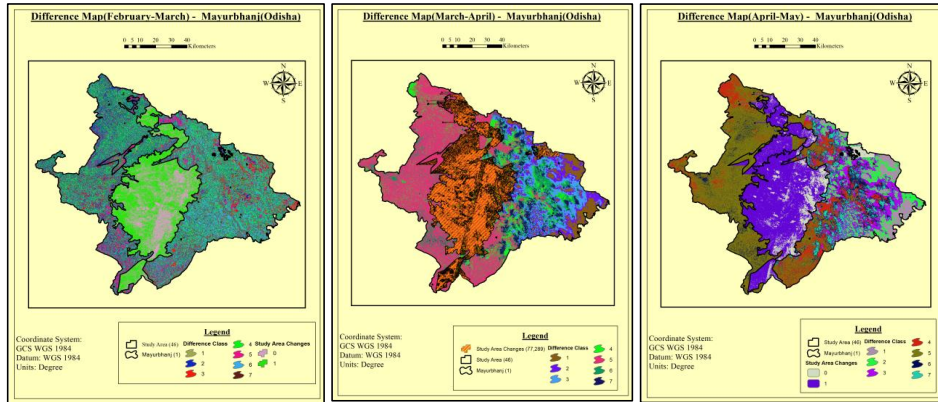 Difference Map(February-March) - Mayurbhanj(Odisha)
0 5 10 20 30 40
Kilometers
N
W E
S
Coordinate System:
GCS WGS 1984
Datum: WGS 1984
Units: Degree
Legend
Study Area (46)
Mayurbhanj (1)
Difference Class
1
2
3
4
5
6
7
Study Area Changes
0
1
Difference Map(March-April) - Mayurbhanj(Odisha)
0 5 10 20 30 40
Kilometers
N
W E
S
Coordinate System:
GCS WGS 1984
Datum: WGS 1984
Units: Degree
Legend
Study Area Changes (77,288)
Study Area (46)
Mayurbhanj (1)
Difference Class
1
2
3
4
5
6
7
Difference Map(April-May) - Mayurbhanj(Odisha)
0 5 10 20 30 40
Kilometers
N
W E
S
Coordinate System:
GCS WGS 1984
Datum: WGS 1984
Units: Degree
Legend
Study Area (46)
Mayurbhanj (1)
Study Area Changes
0
1
Difference Class
1
2
3
4
5
6
7